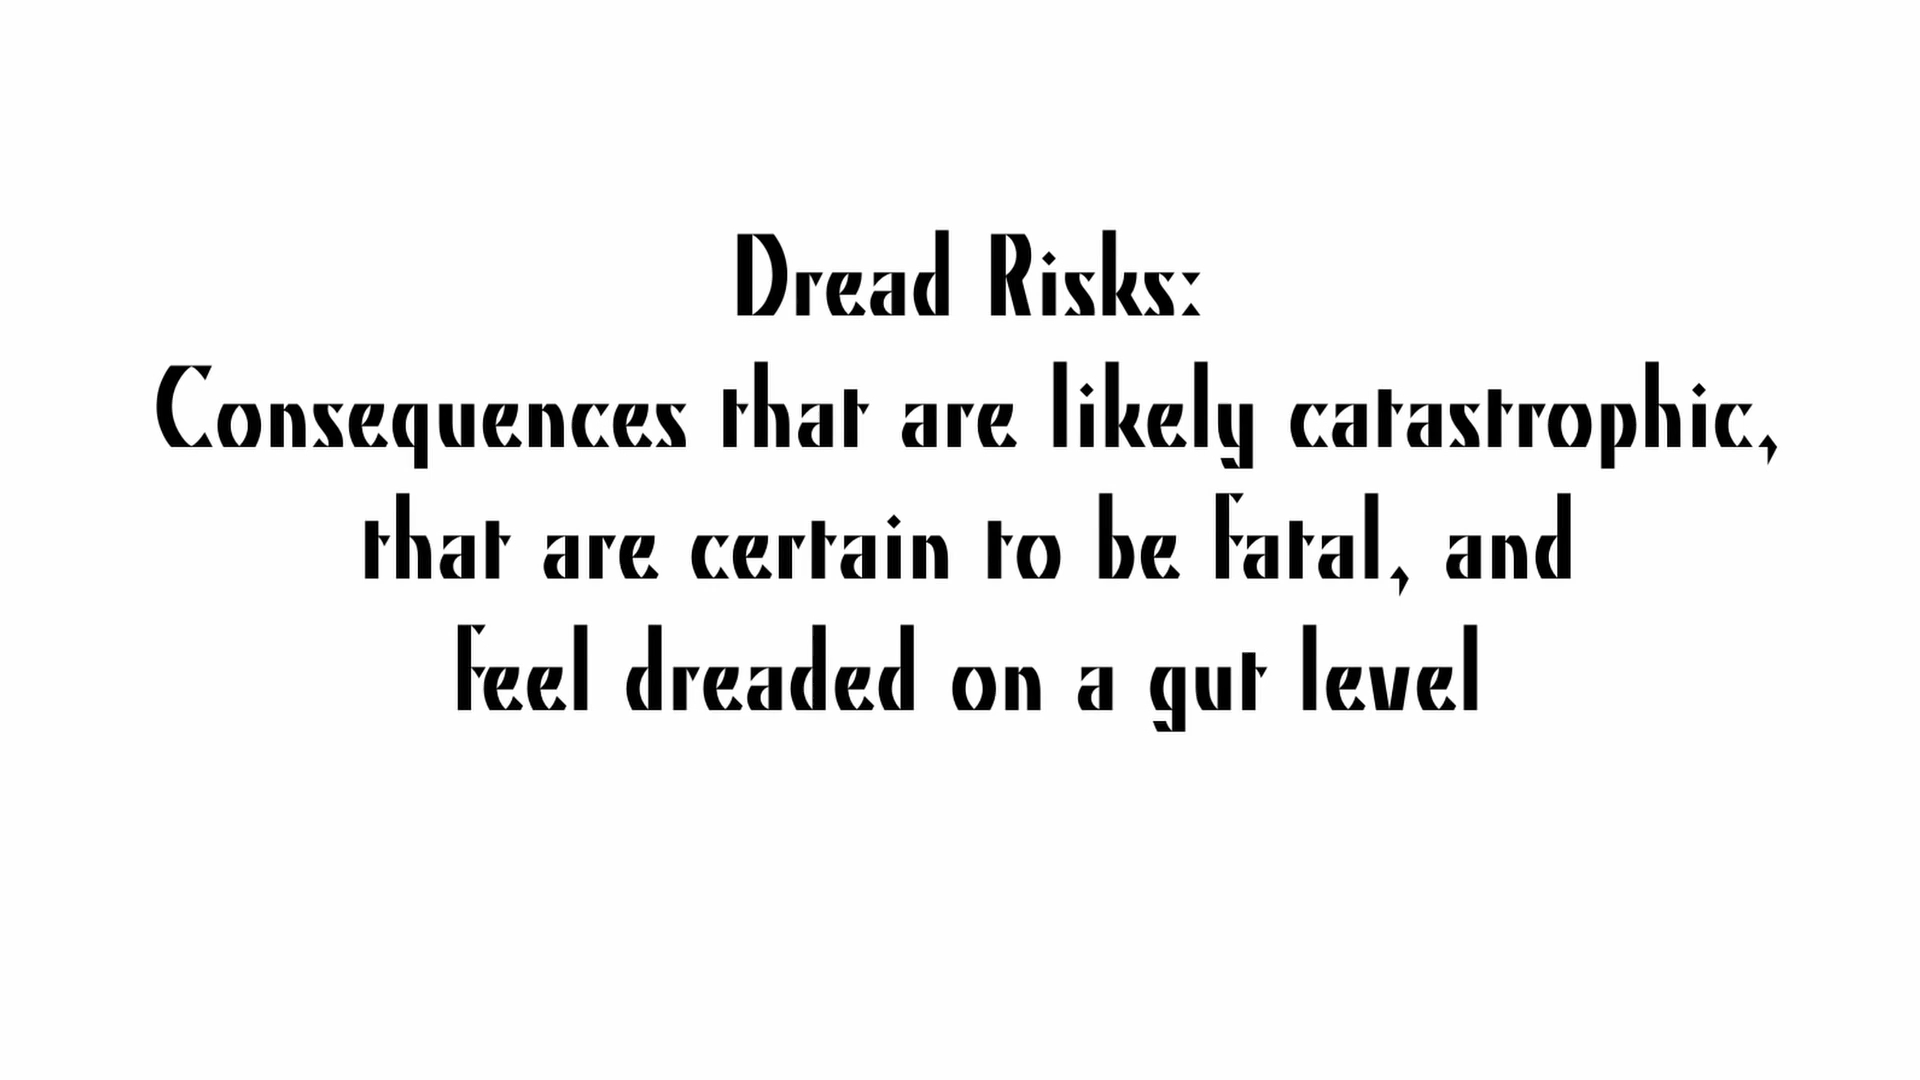 Dread Risks:
Consequences that are likely catastrophic,
that are certain to be fatal, and
feel dreaded on a gut level